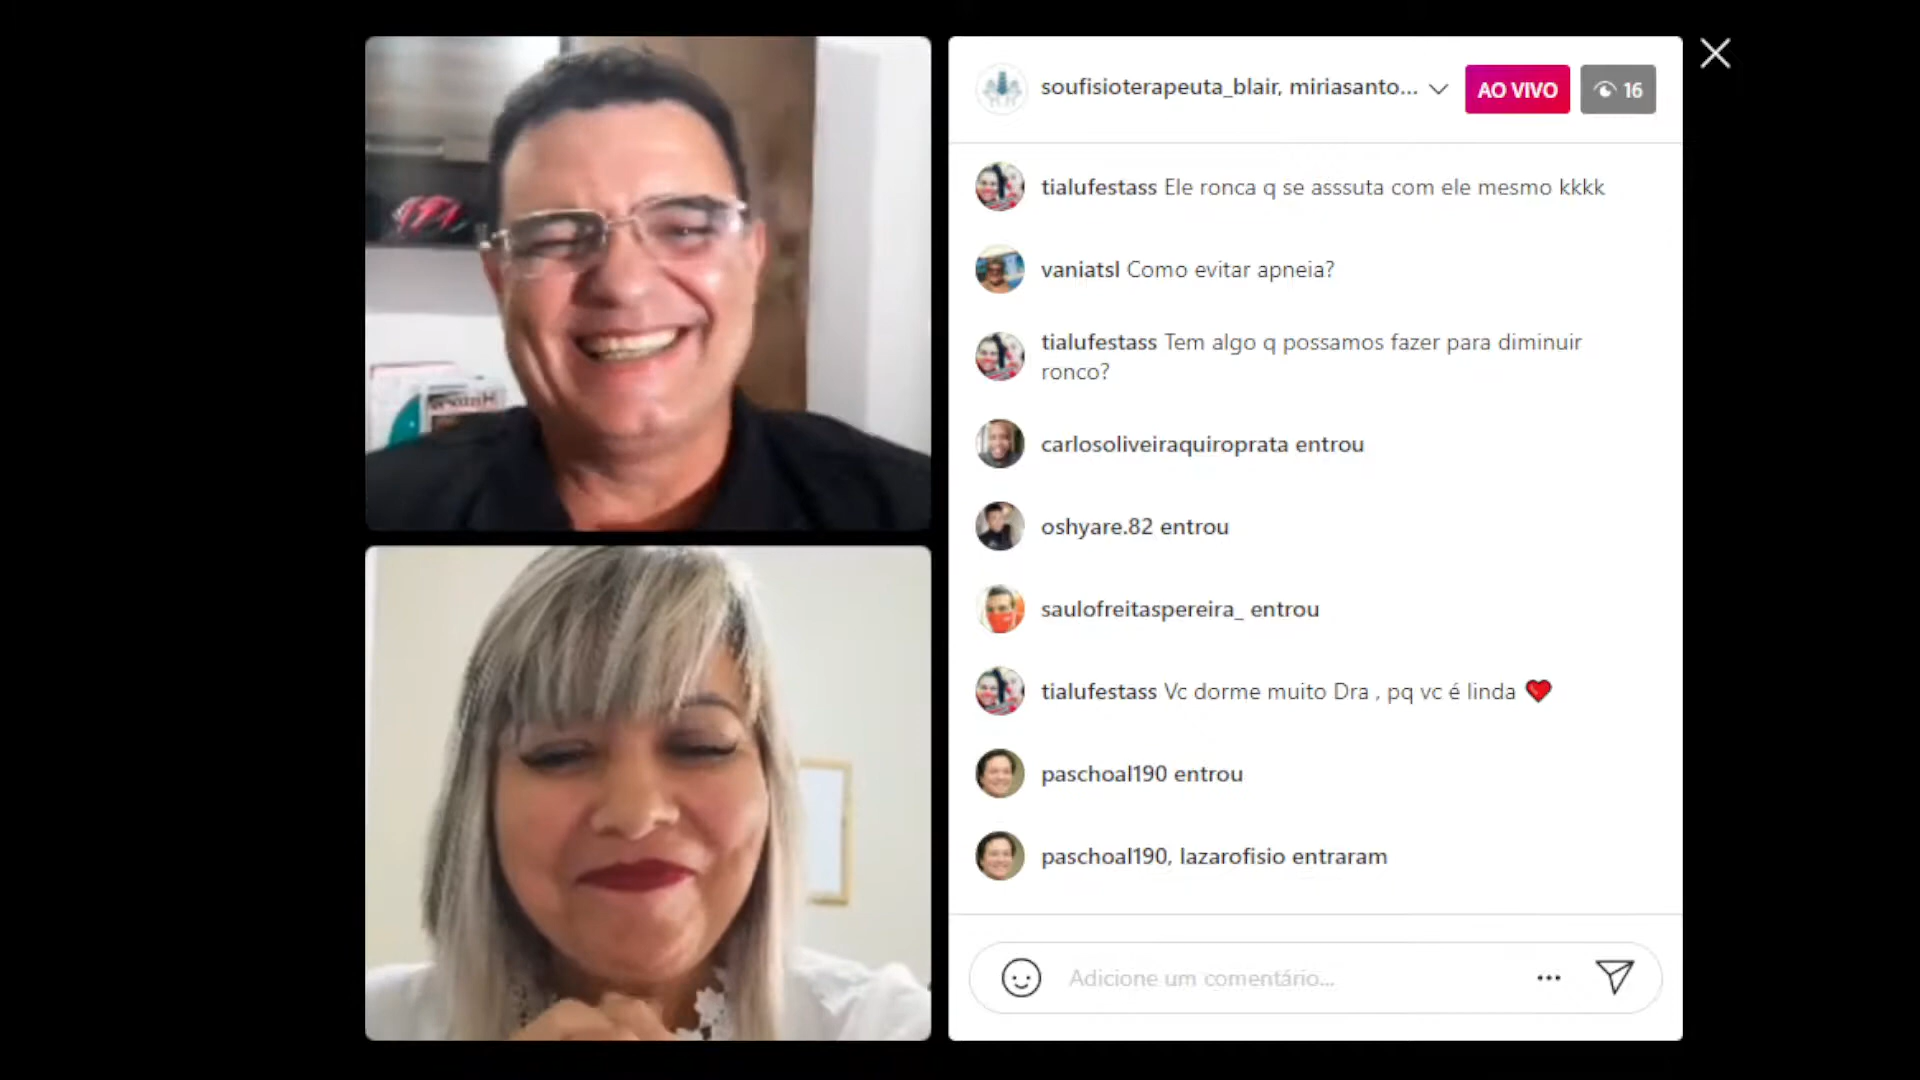 soufisioterapeuta_blair, miriasanto...
AO VIVO
16
tialufestass Ele ronca q se asssuta com ele mesmo kkkk
vaniatsl Como evitar apneia?
tialufestass Tem algo q possamos fazer para diminuir
ronco?
carlosoliveiraquiroprata entrou
oshyare.82 entrou
saulofreitaspereira_ entrou
tialufestass Vc dorme muito Dra , pq vc é linda ❤️
paschoal190 entrou
paschoal190, lazarofisio entraram
Adicione um comentário...